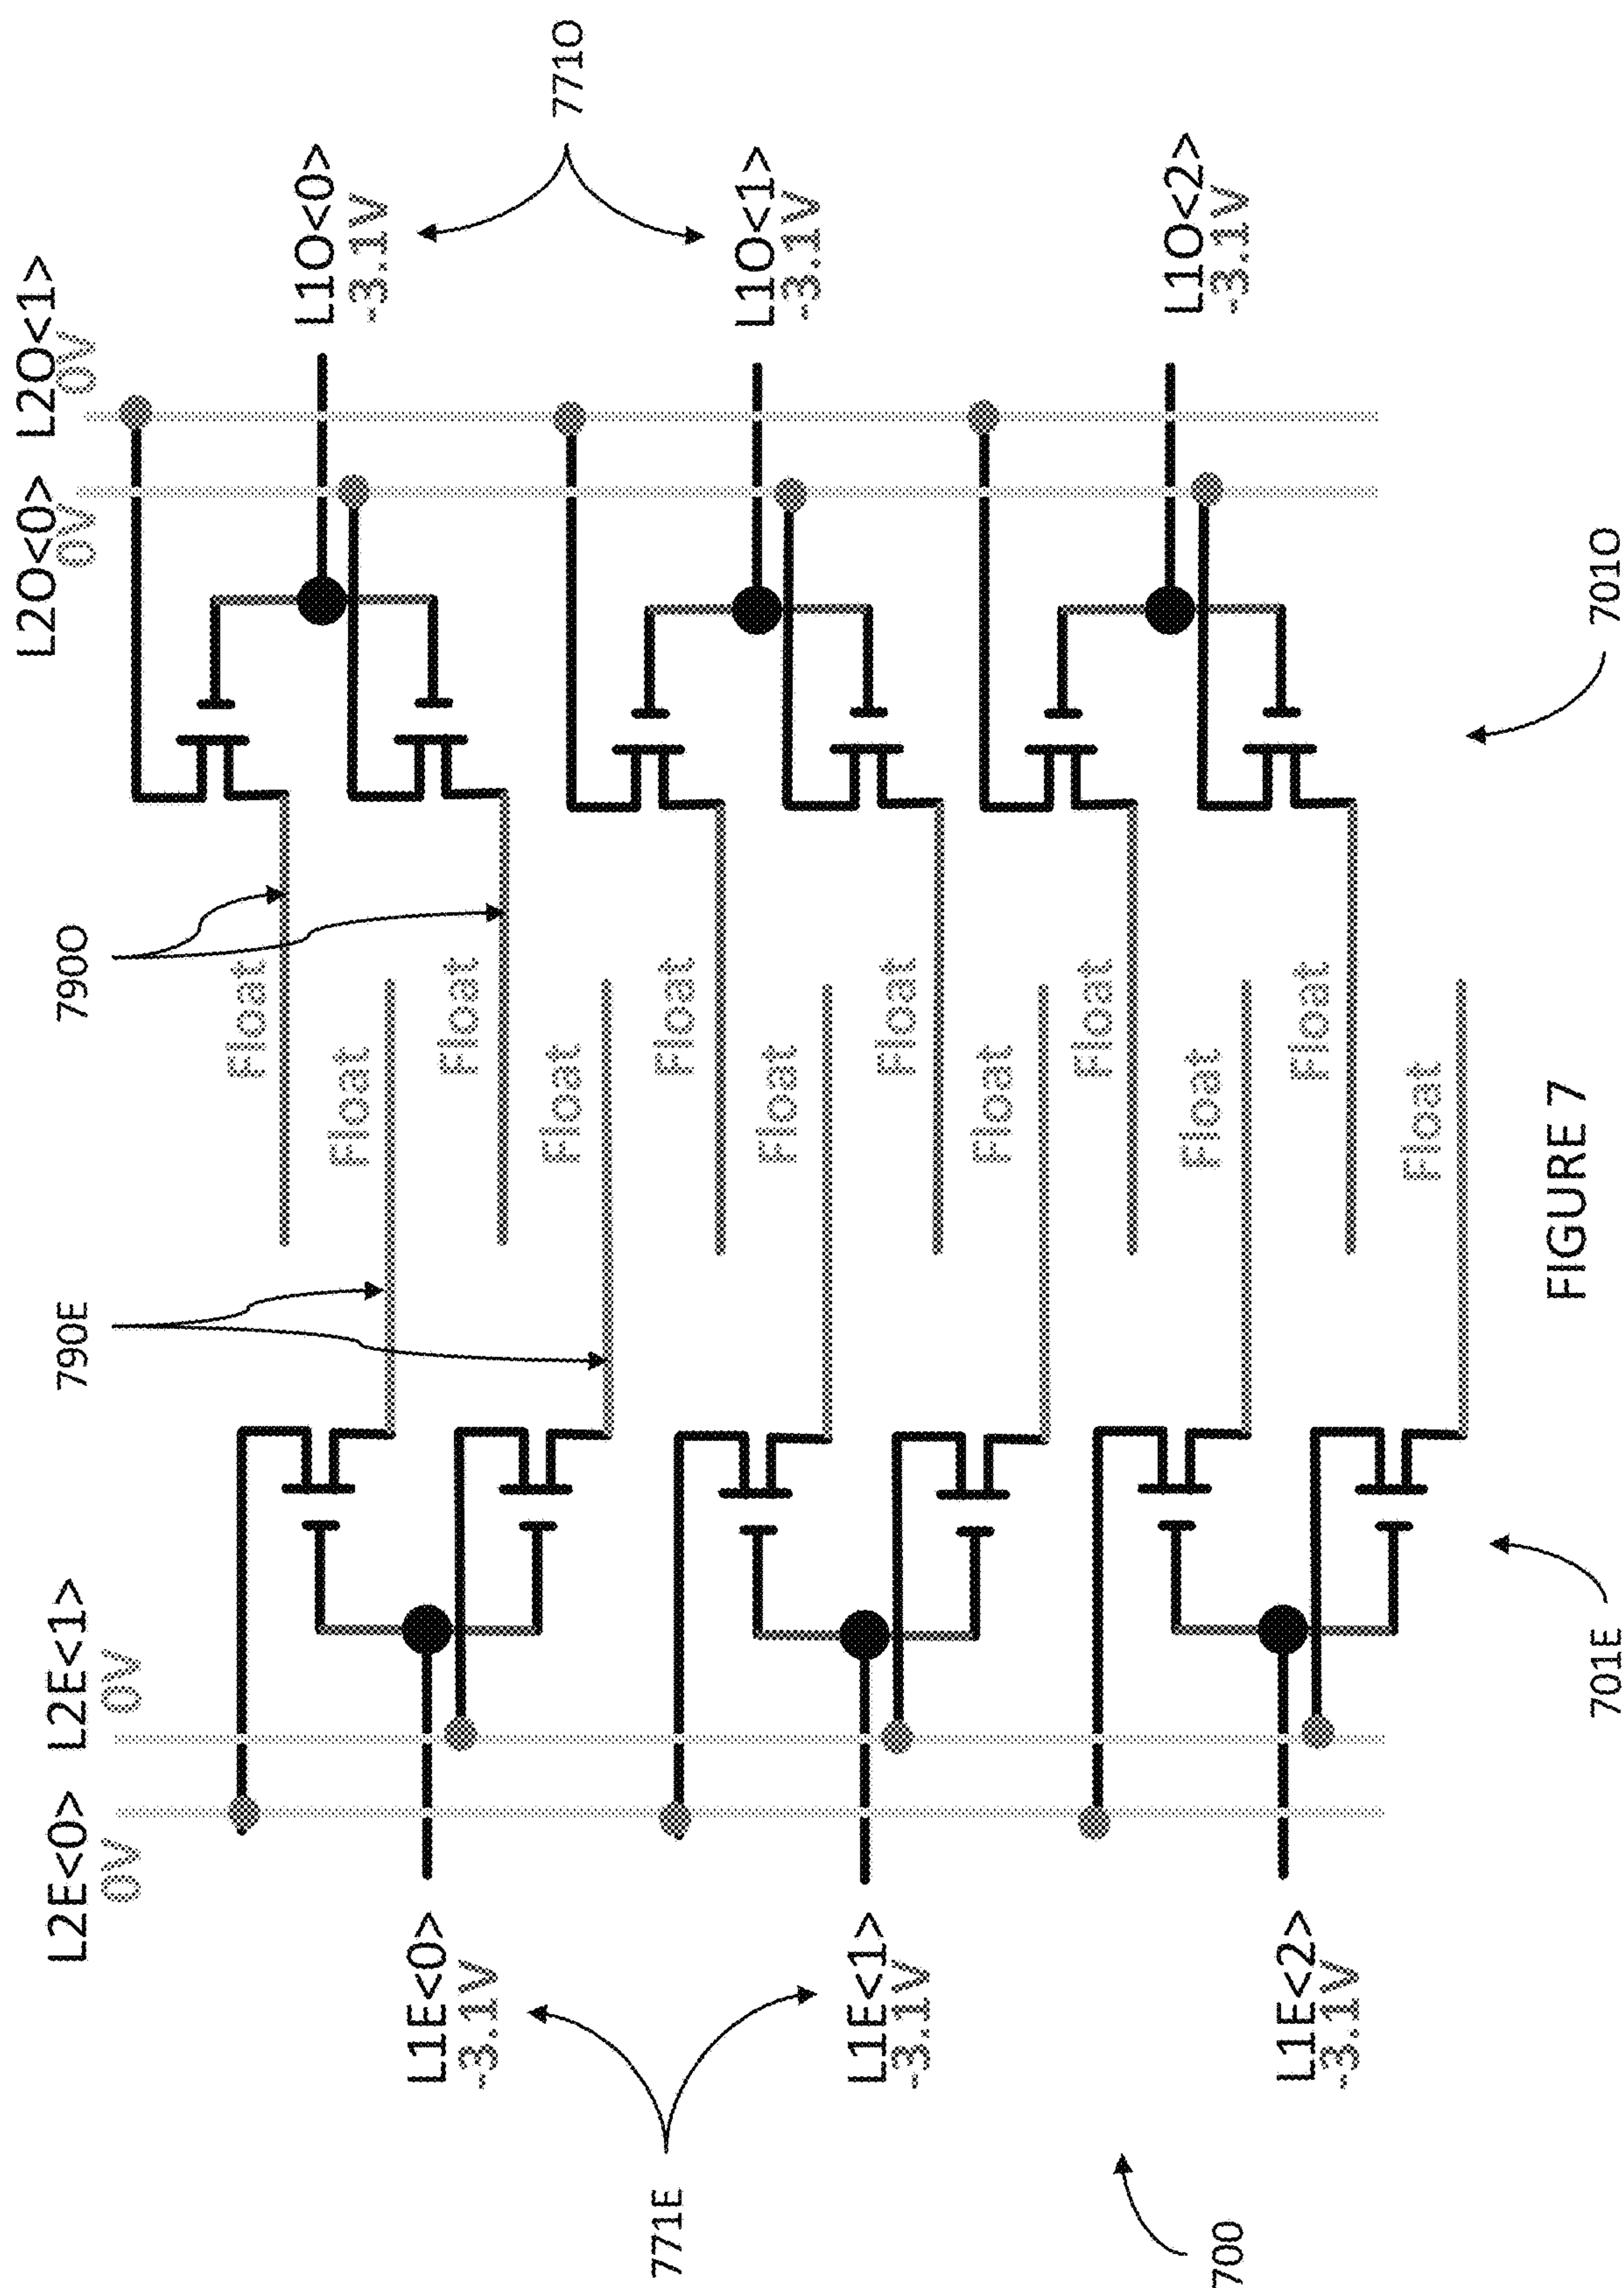 L2E<0> L2E<1> 790E 790O L2O<0> L2O<1>
0V 0V 0V 0V
Float
L1O<0>
Float
-3.1V
L1E<0>
Float
-3.1V
Float
771O
771E
Float
L1O<1>
Float
-3.1V
L1E<1>
Float
-3.1V
Float
Float
L1O<2>
Float
-3.1V
700
L1E<2>
Float
-3.1V
Float
FIGURE 7
701E 701O